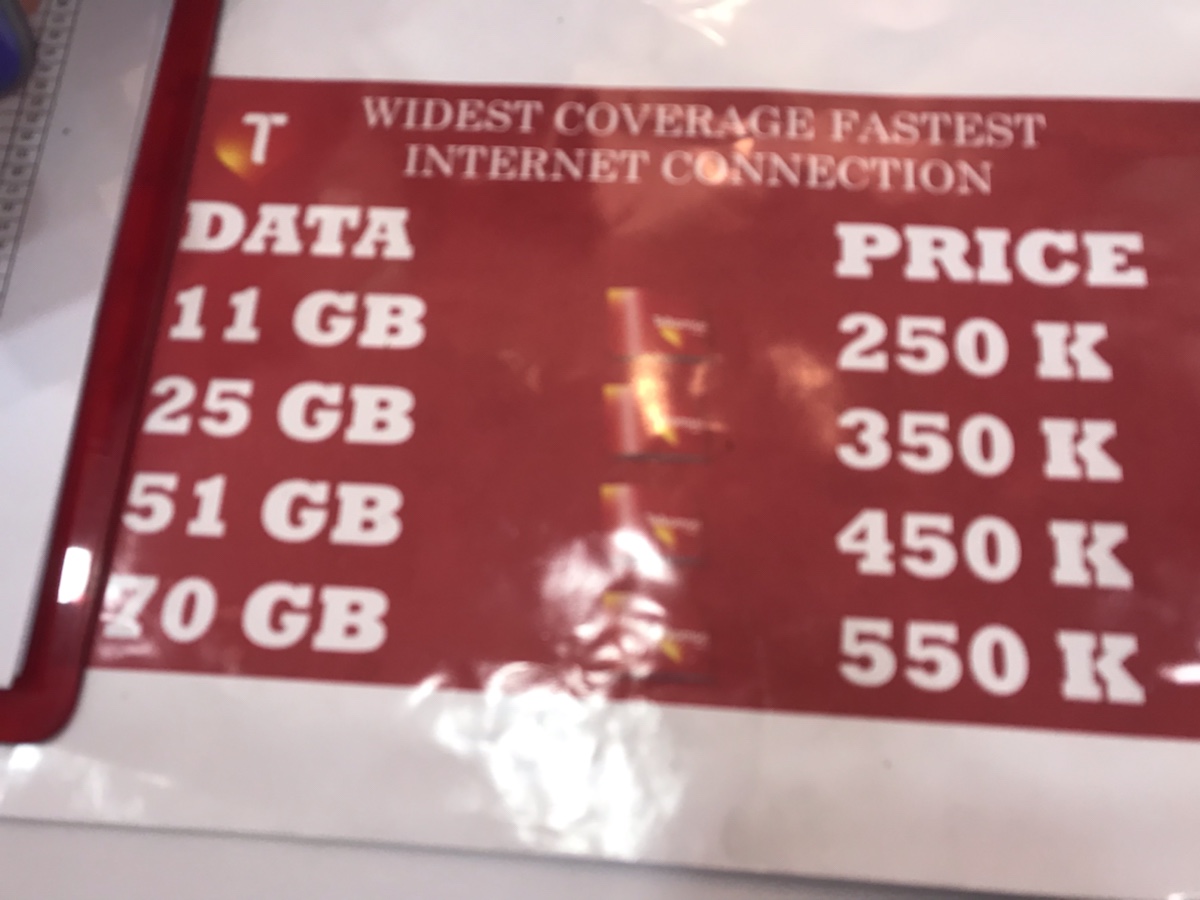 T
WIDEST COVERAGE FASTEST
INTERNET CONNECTION
DATA PRICE
11 GB 250 K
25 GB 350 K
51 GB 450 K
70 GB 550 K